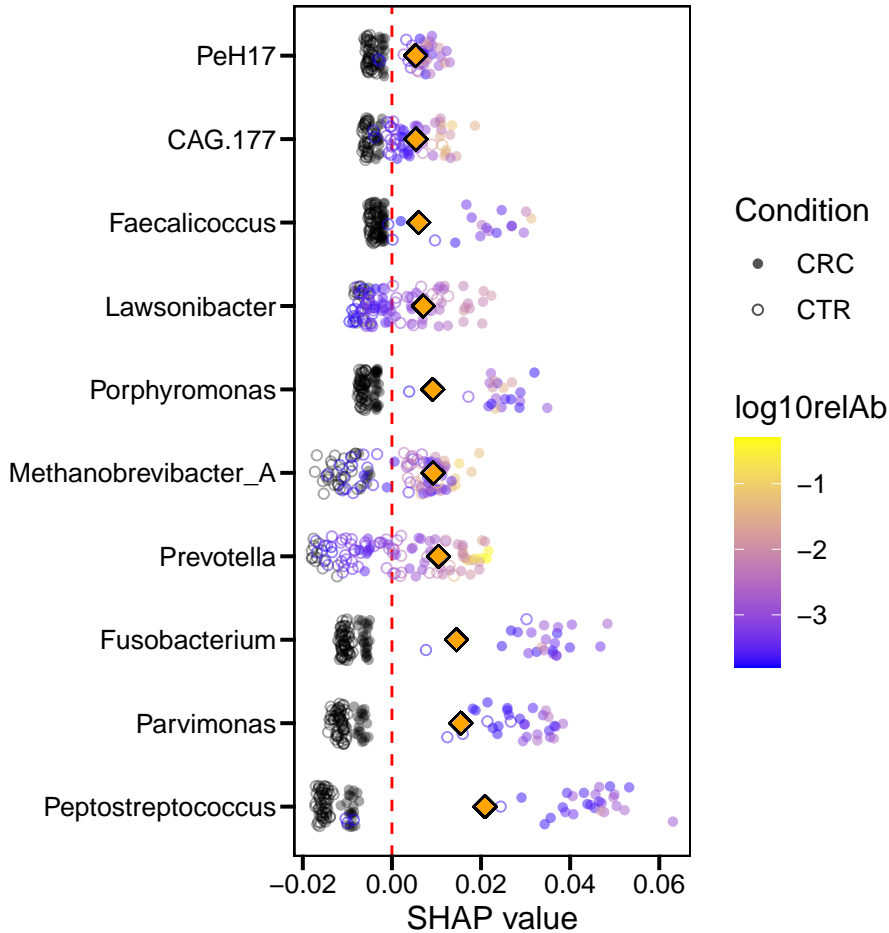 PeH17
CAG.177
Faecalicoccus
Lawsonibacter
Porphyromonas
Methanobrevibacter_A
Prevotella
Fusobacterium
Parvimonas
Peptostreptococcus
−0.02 0.00 0.02 0.04 0.06
SHAP value
Condition
CRC
CTR
log10relAb
−1
−2
−3